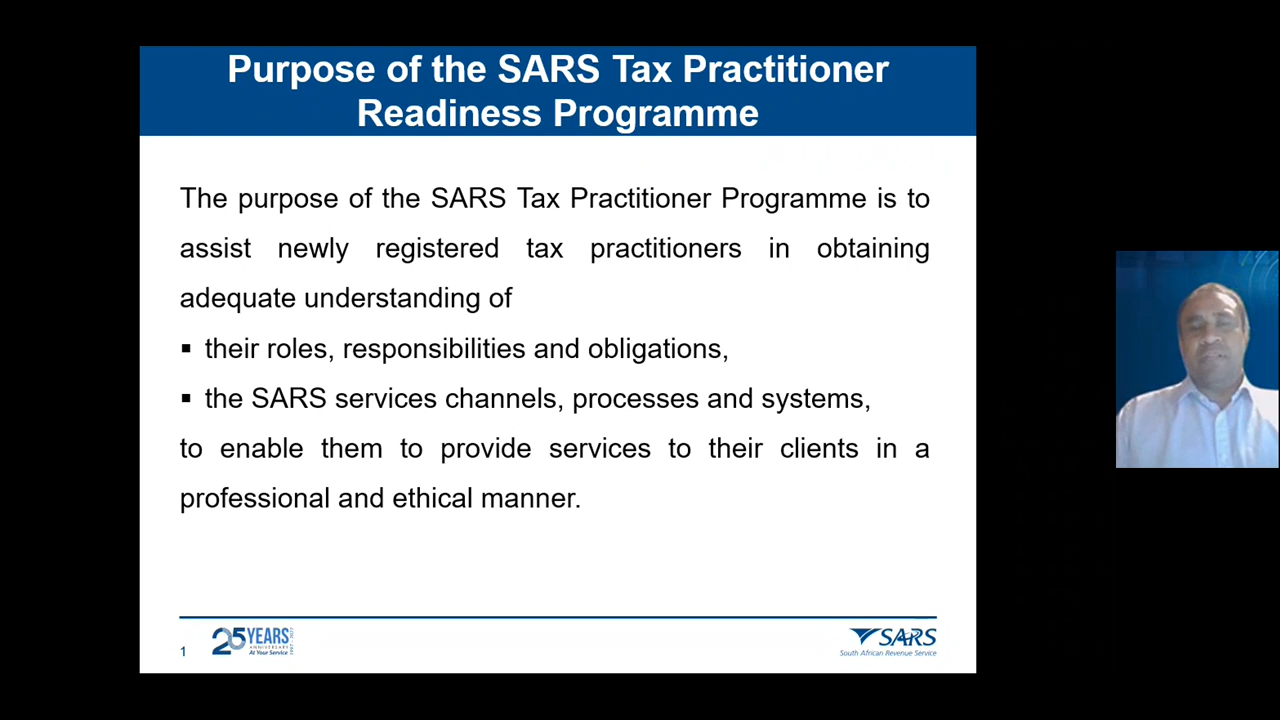 Purpose of the SARS Tax Practitioner
Readiness Programme
The purpose of the SARS Tax Practitioner Programme is to
assist newly registered tax practitioners in obtaining
adequate understanding of
▪ their roles, responsibilities and obligations,
▪ the SARS services channels, processes and systems,
to enable them to provide services to their clients in a
professional and ethical manner.
1
25 YEARS
ANNIVERSARY
At Your Service
SARS
South African Revenue Service